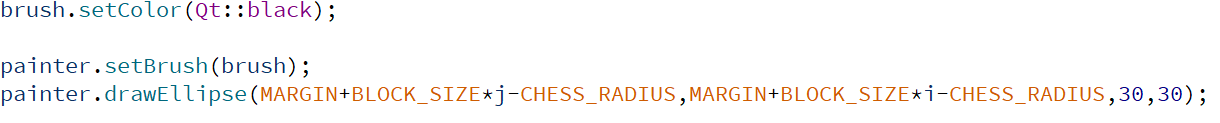 brush.setColor(Qt::black);
painter.setBrush(brush);
painter.drawEllipse(MARGIN+BLOCK_SIZE*j-CHESS_RADIUS,MARGIN+BLOCK_SIZE*i-CHESS_RADIUS,30,30);